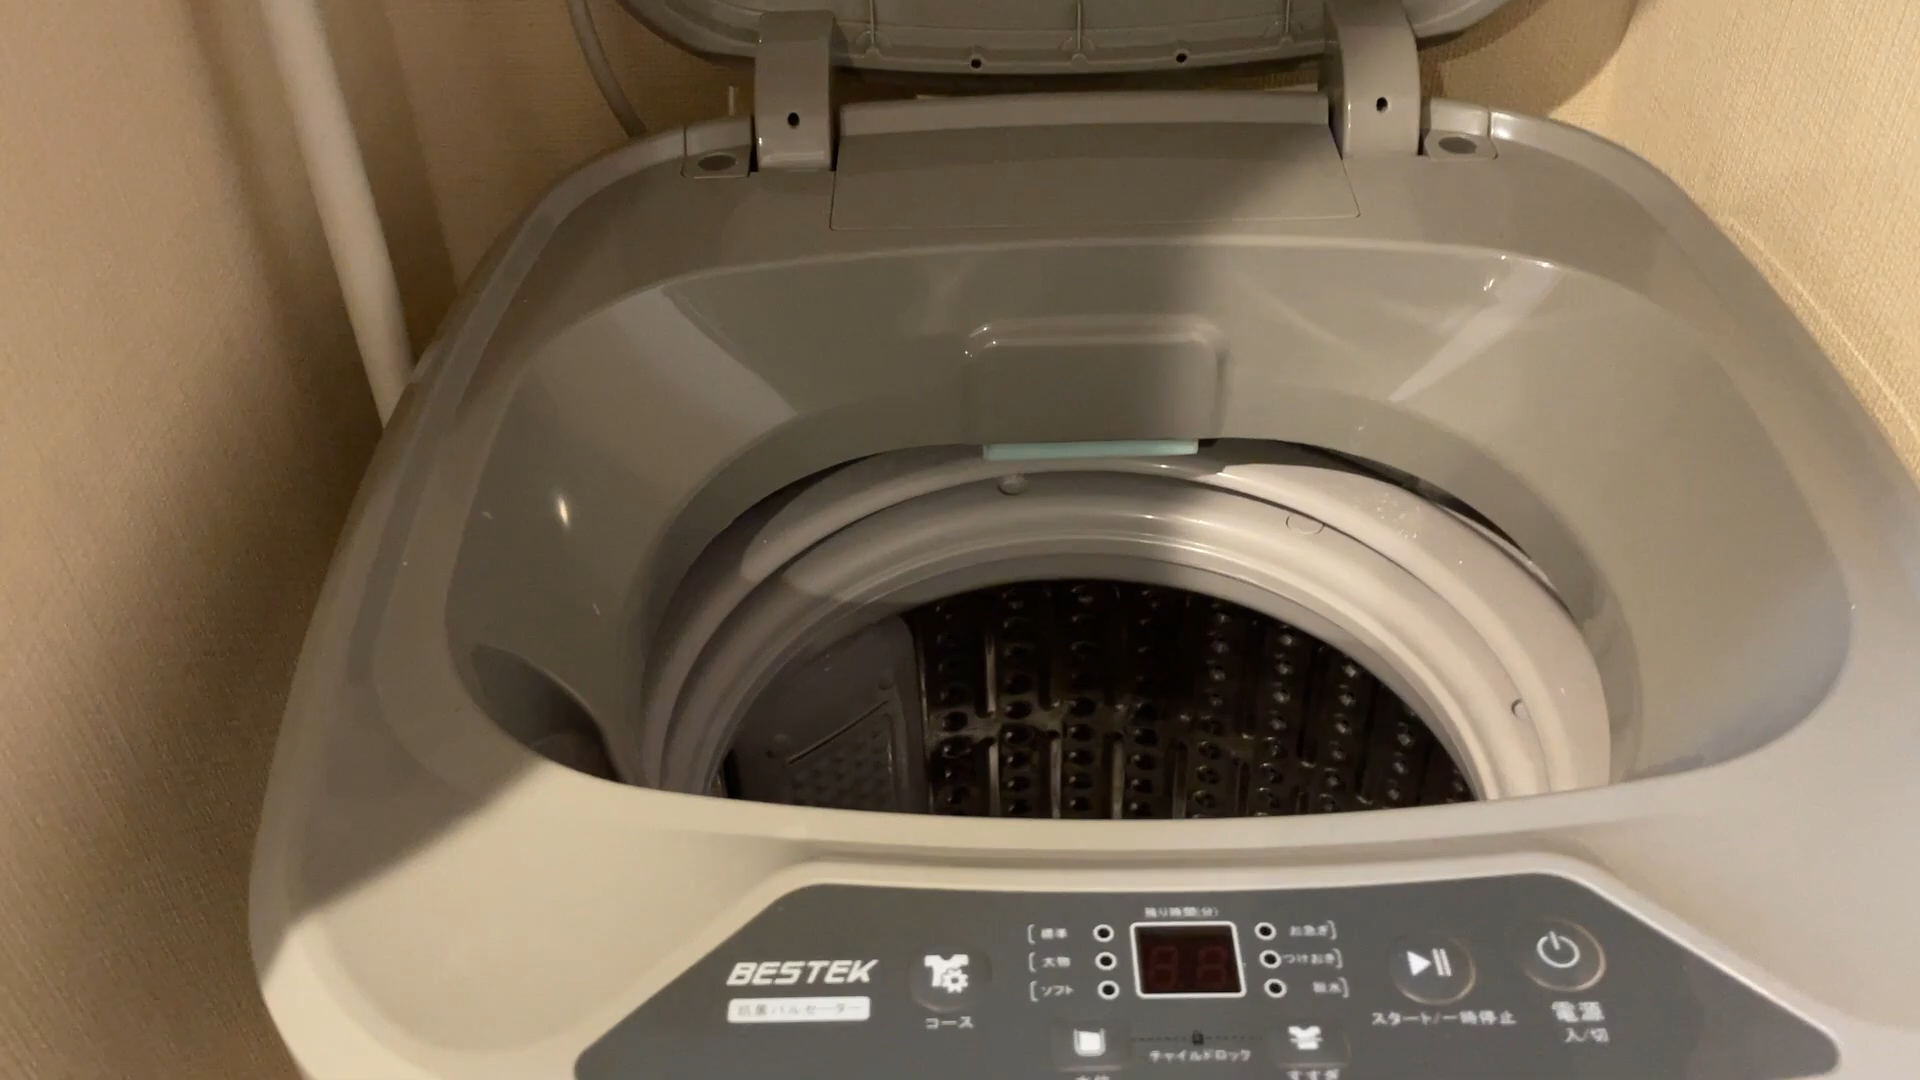 残り時間(分)
標準
お急ぎ
大物
つけおき
ソフト
脱水
BESTEK
抗菌パルセーター
コース
スタート/一時停止
電源
入/切
チャイルドロック
すすぎ